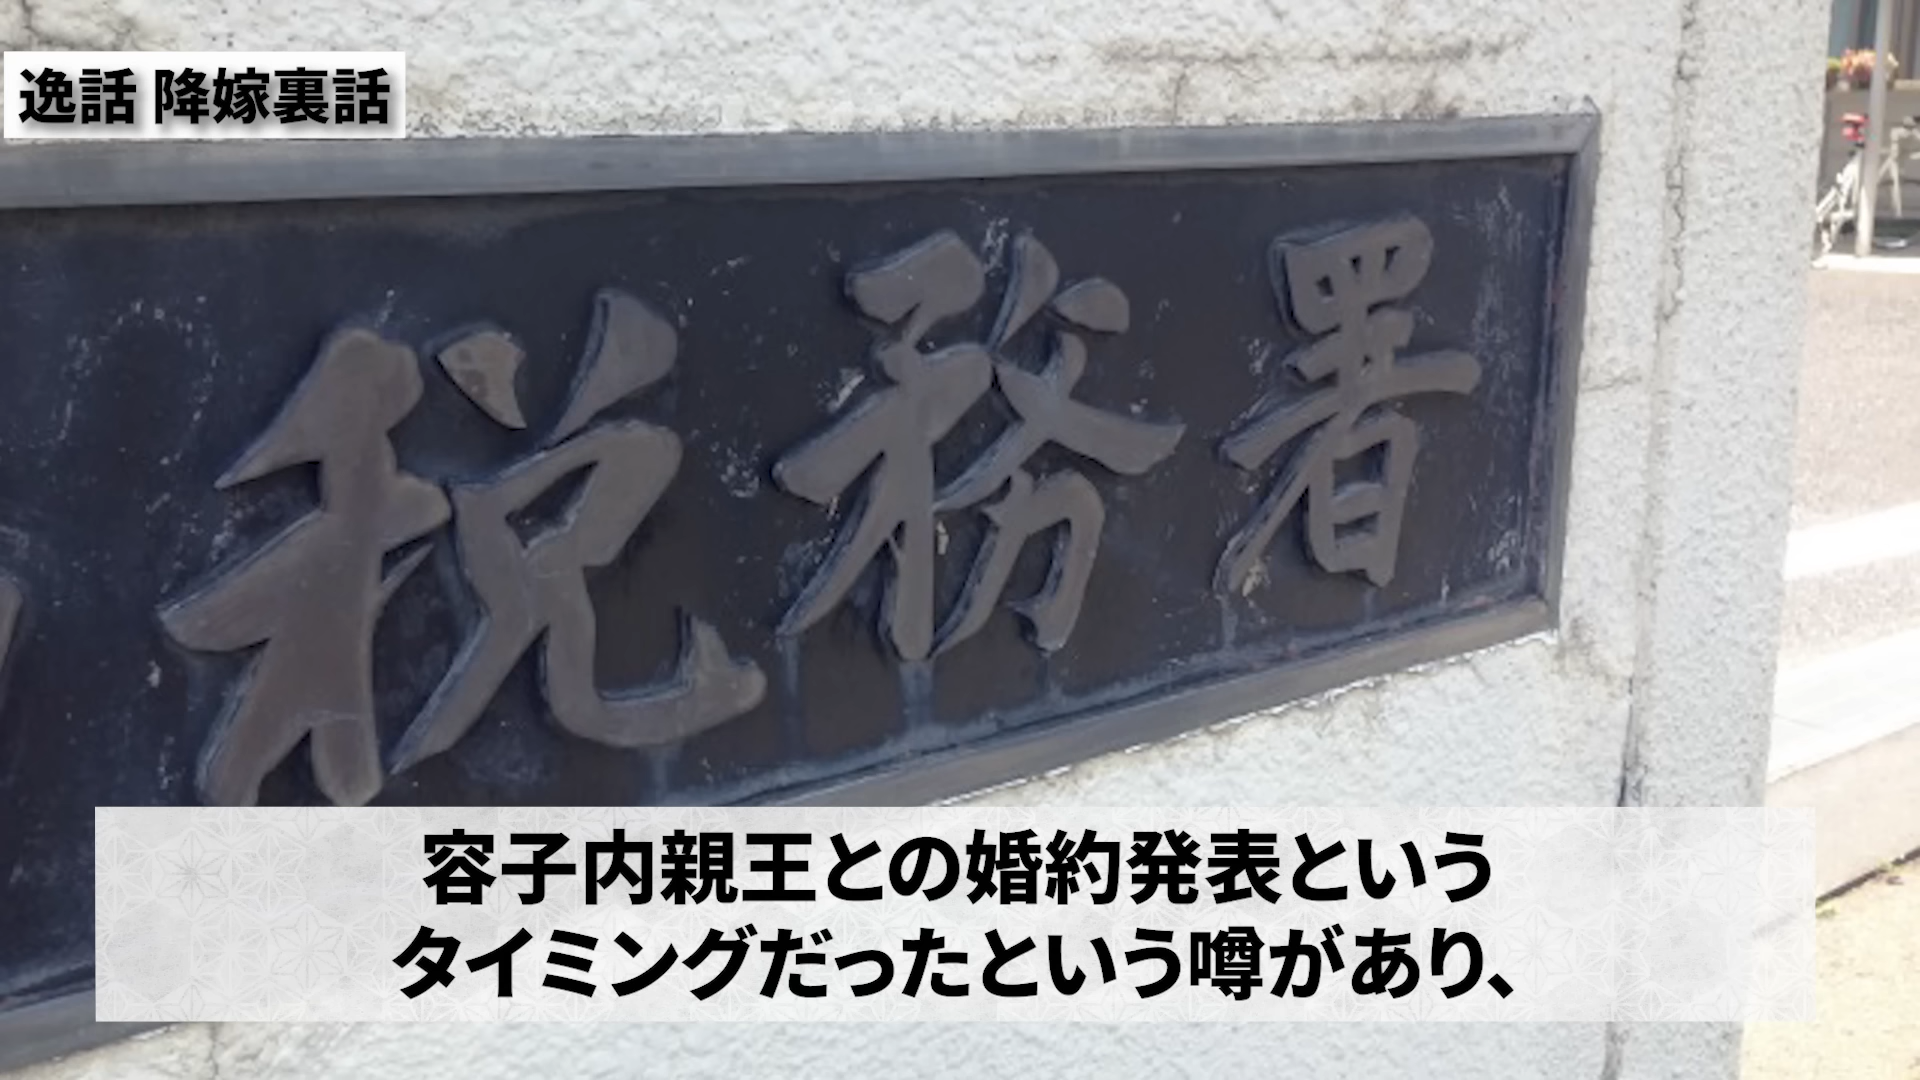 逸話 降嫁裏話
税務署
容子内親王との婚約発表という
タイミングだったという噂があり、